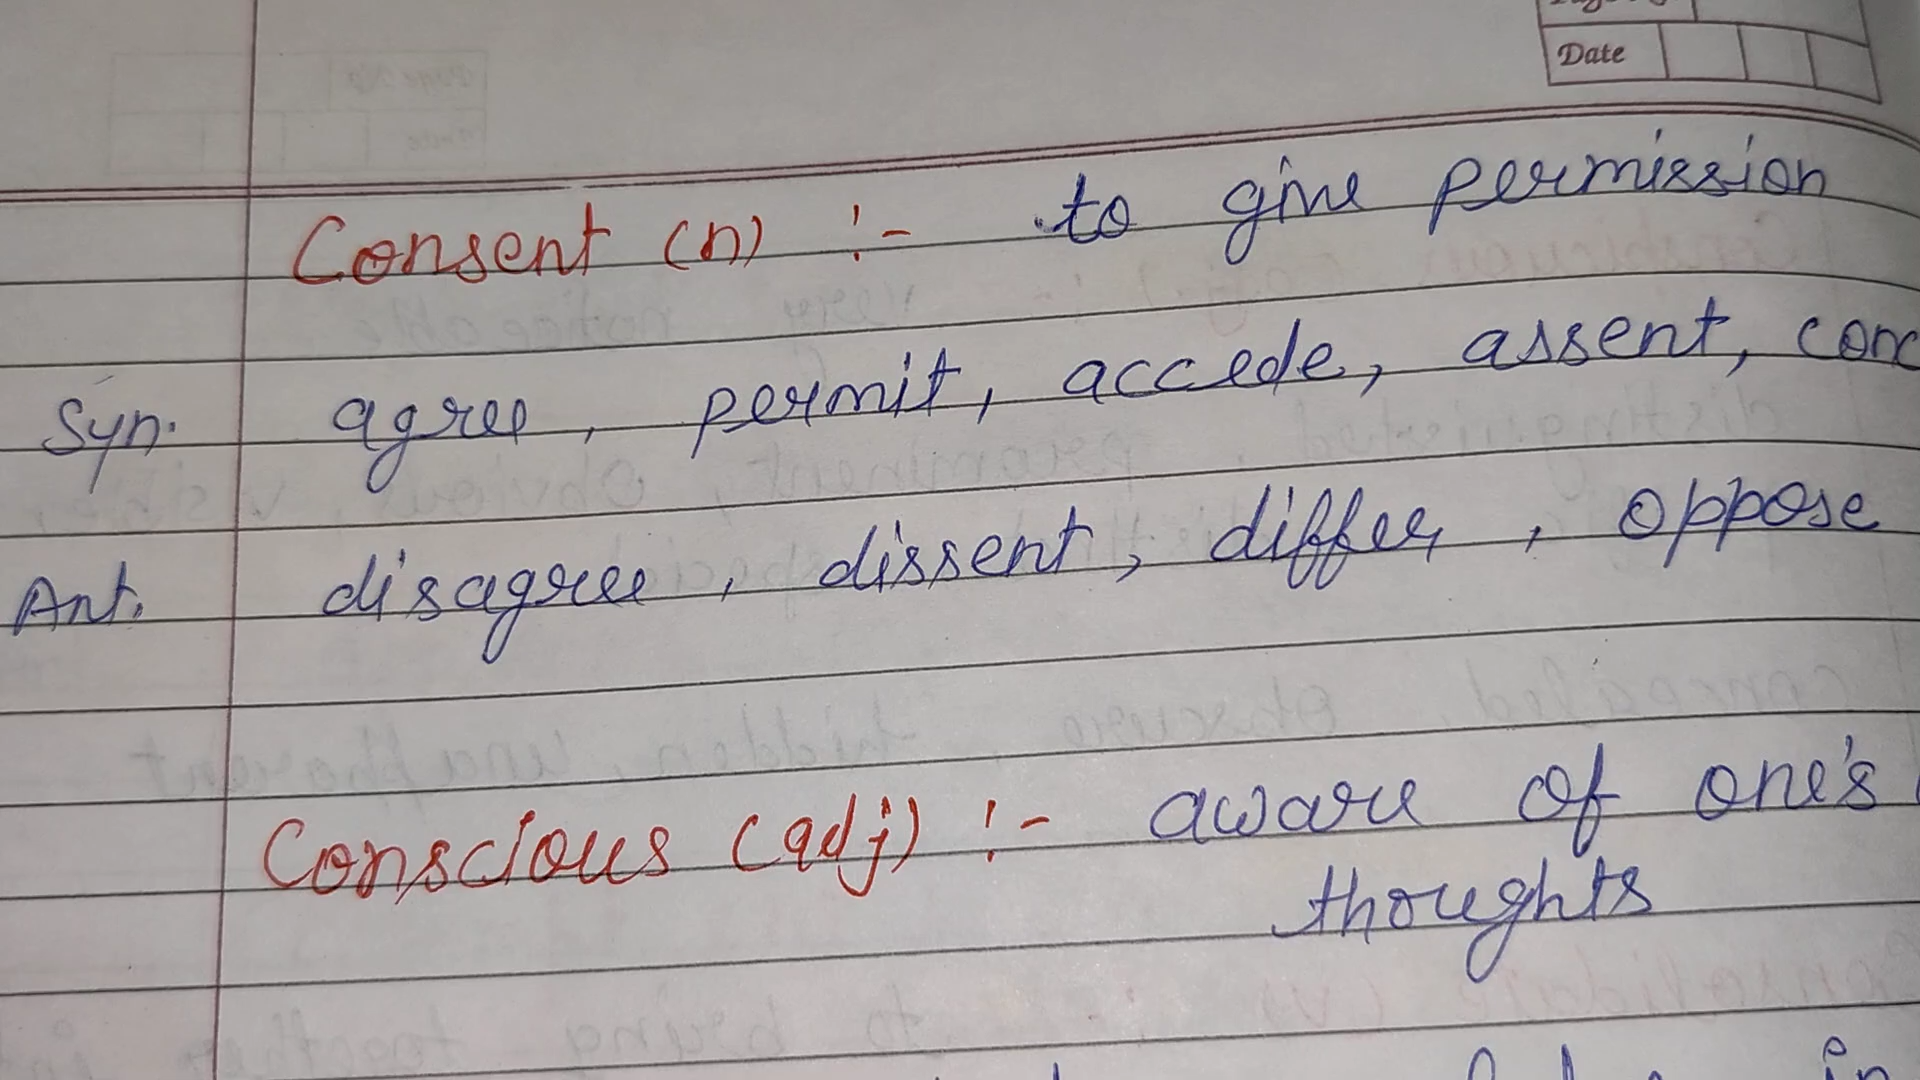 Date
Consent (n) :- to give permission
Syn. agree, permit, accede, assent, conc
Ant. disagree, dissent, differ, oppose
Conscious (adj) :- aware of one's
thoughts